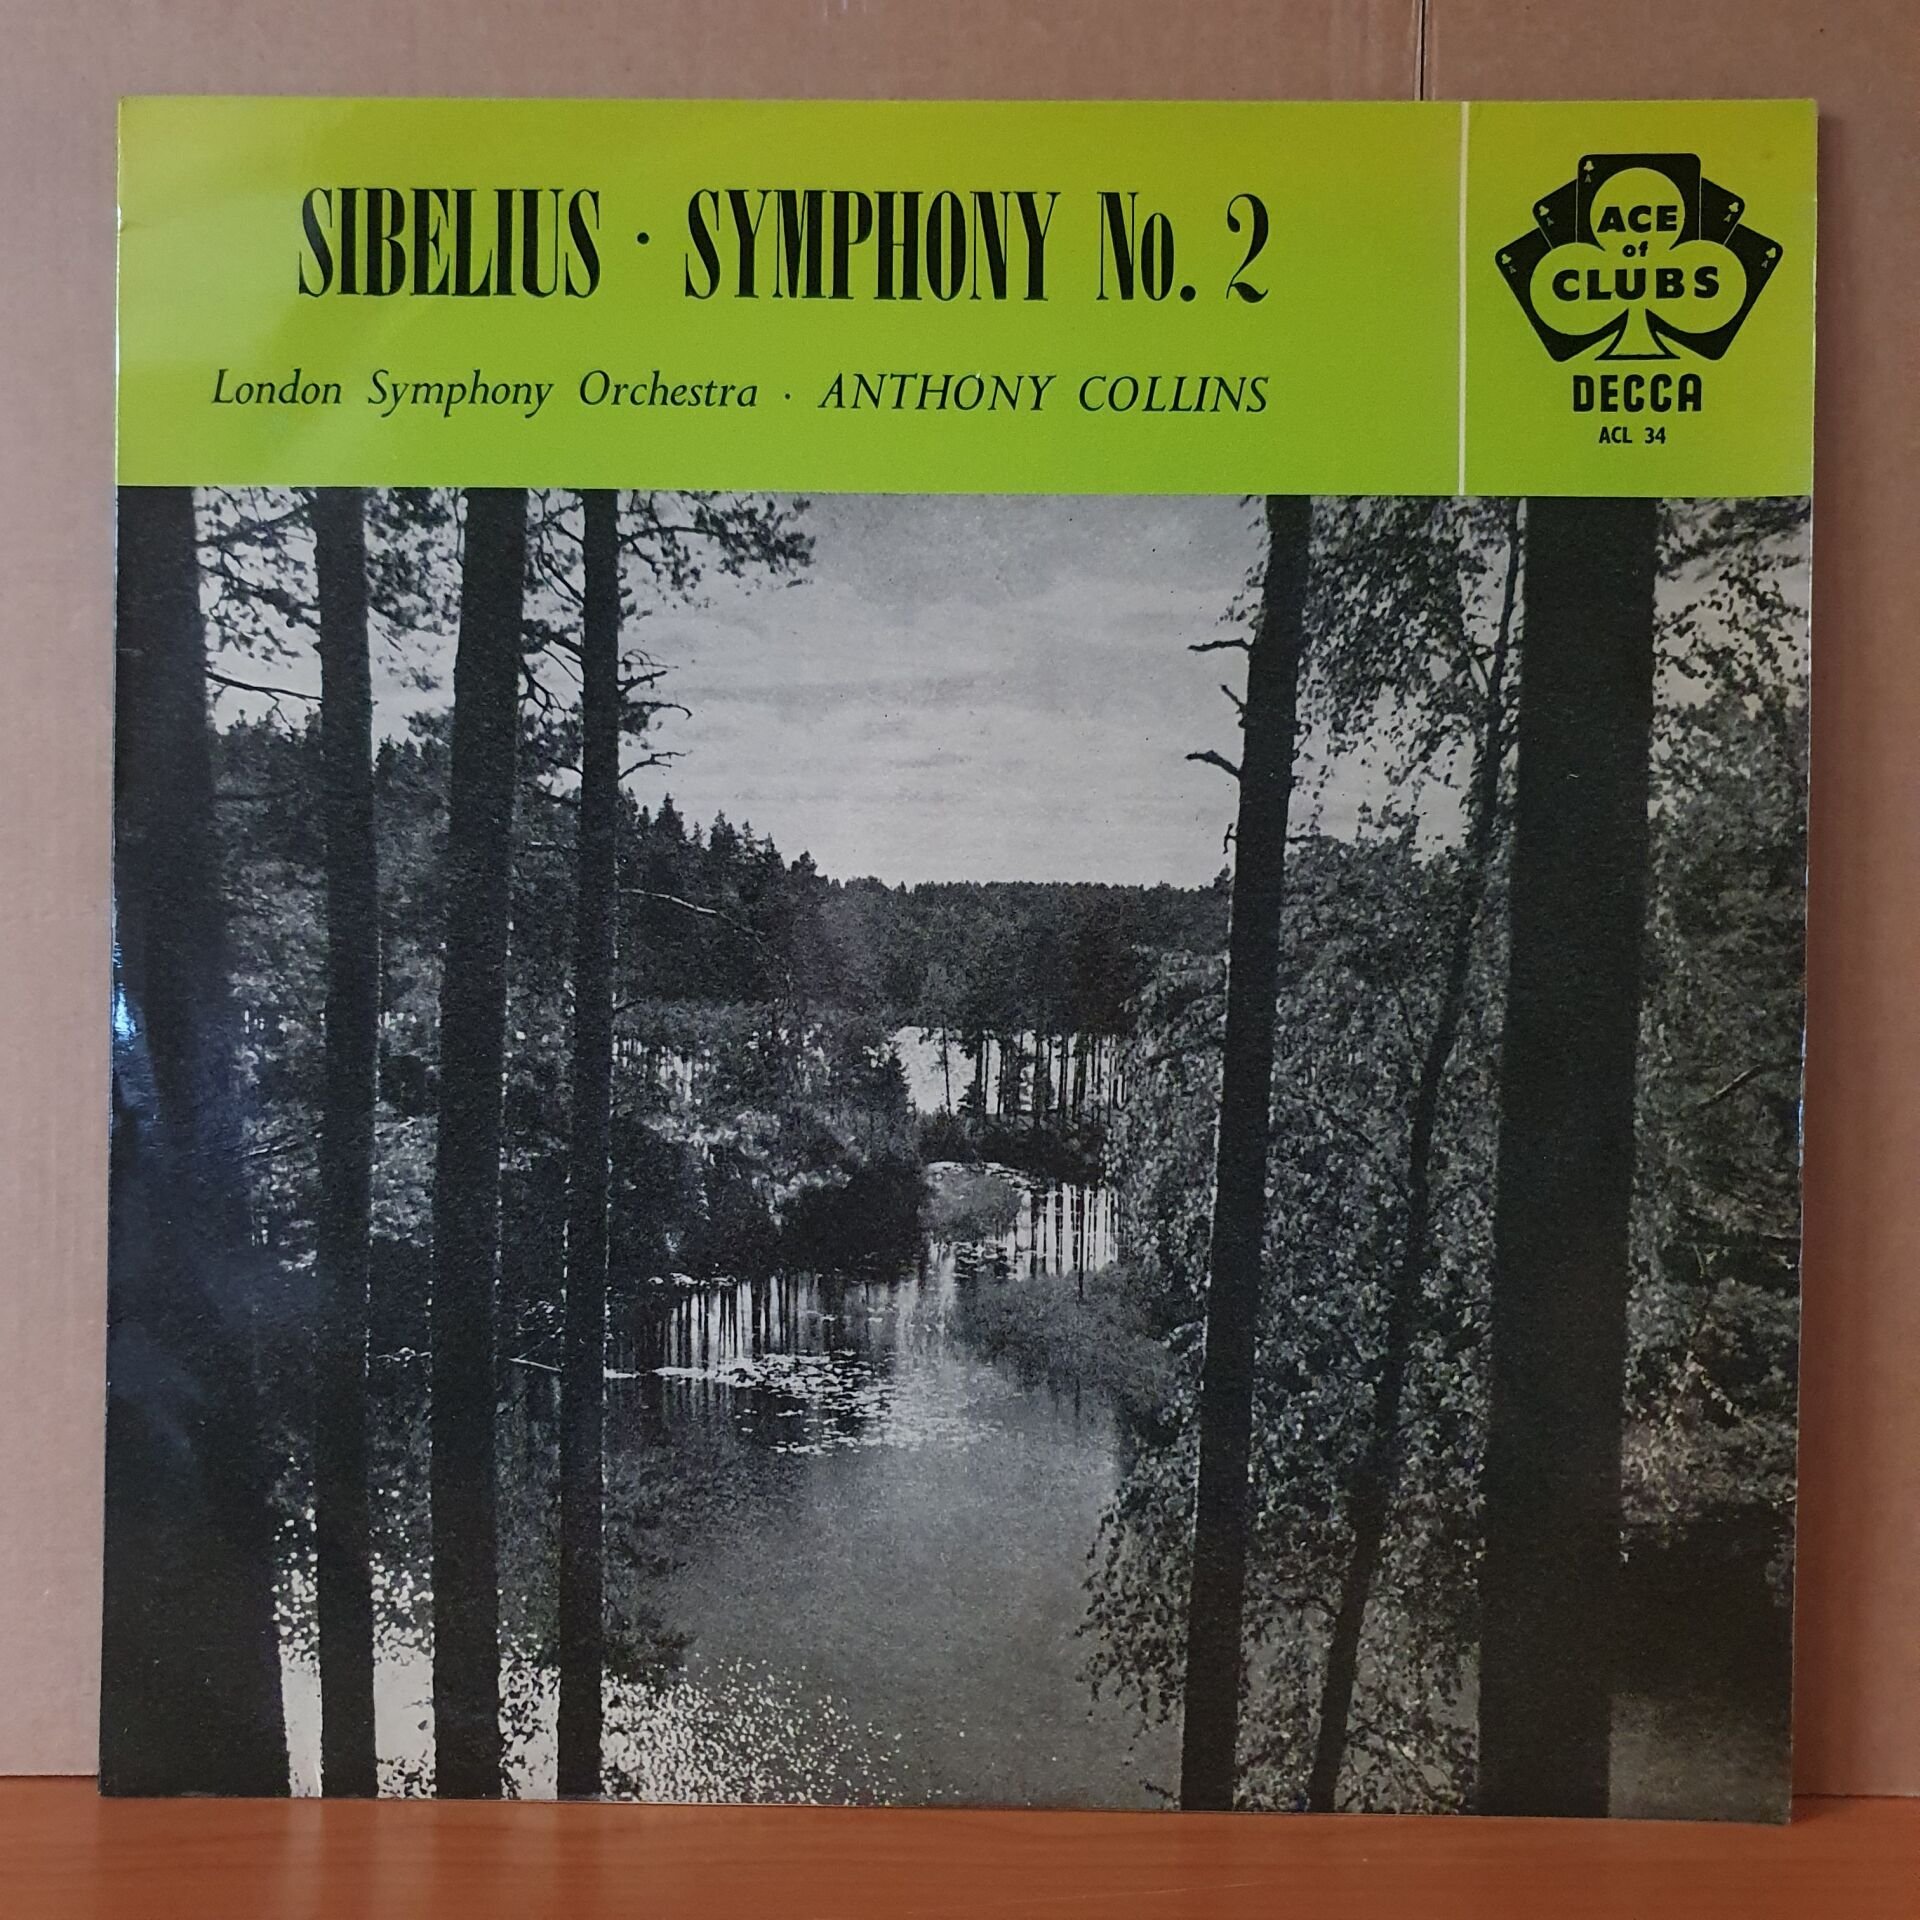 SIBELIUS · SYMPHONY No. 2
London Symphony Orchestra · ANTHONY COLLINS
ACE
of
CLUBS
DECCA
ACL 34